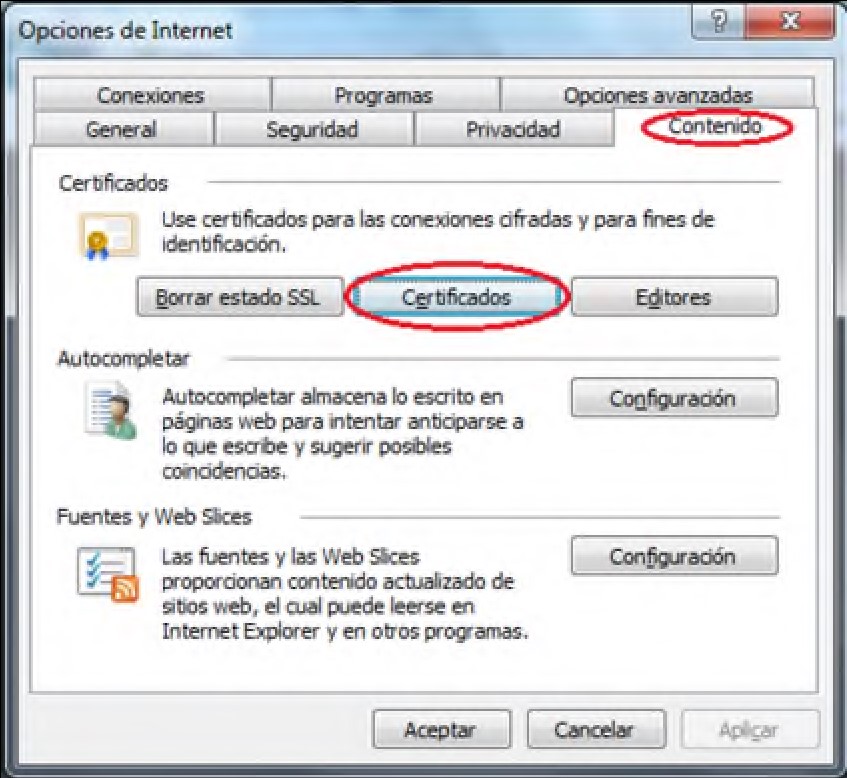 Opciones de Internet
Conexiones Programas Opciones avanzadas
General Seguridad Privacidad Contenido
Certificados
Use certificados para las conexiones cifradas y para fines de
identificación.
Borrar estado SSL Certificados Editores
Autocompletar
Autocompletar almacena lo escrito en
páginas web para intentar anticiparse a
lo que escribe y sugerir posibles
coincidencias.
Configuración
Fuentes y Web Slices
Las fuentes y las Web Slices
proporcionan contenido actualizado de
sitios web, el cual puede leerse en
Internet Explorer y en otros programas.
Configuración
Aceptar Cancelar Aplicar